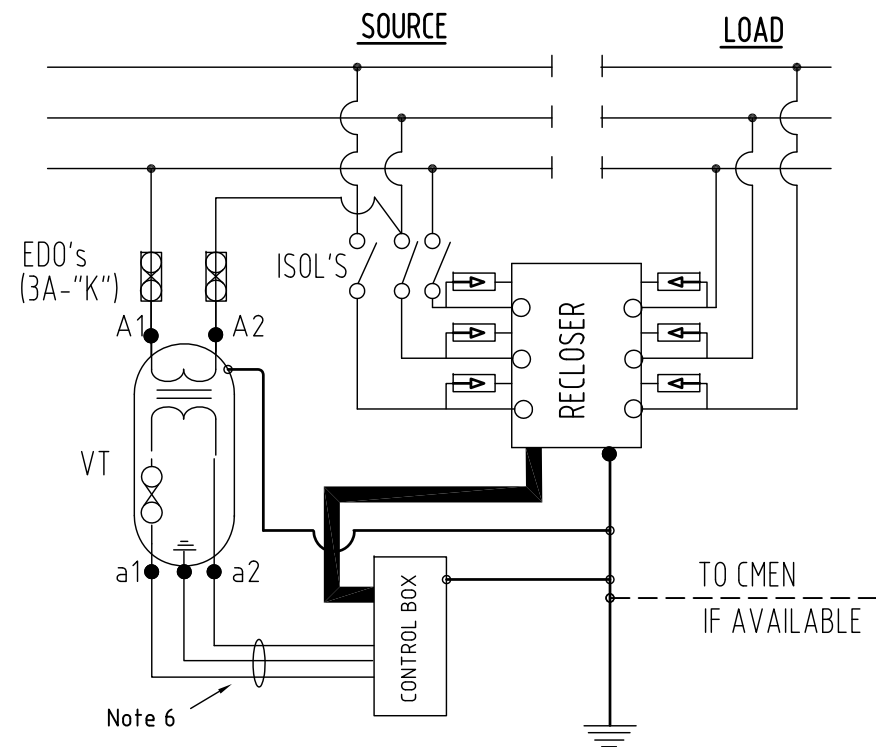 SOURCE
LOAD
EDO's
(3A-"K")
ISOL'S
A1
A2
RECLOSER
VT
a1
a2
CONTROL BOX
TO CMEN
IF AVAILABLE
Note 6